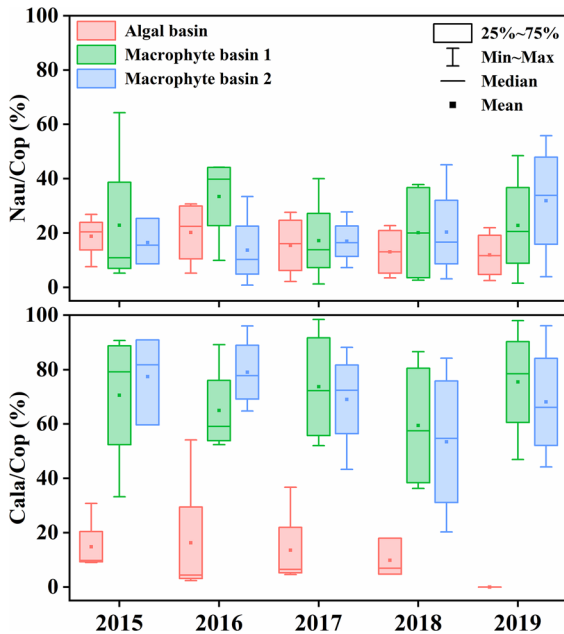 Algal basin
Macrophyte basin 1
Macrophyte basin 2
25%~75%
Min~Max
Median
Mean
Nau/Cop (%)
100
80
60
40
20
0
Cala/Cop (%)
100
80
60
40
20
0
2015 2016 2017 2018 2019